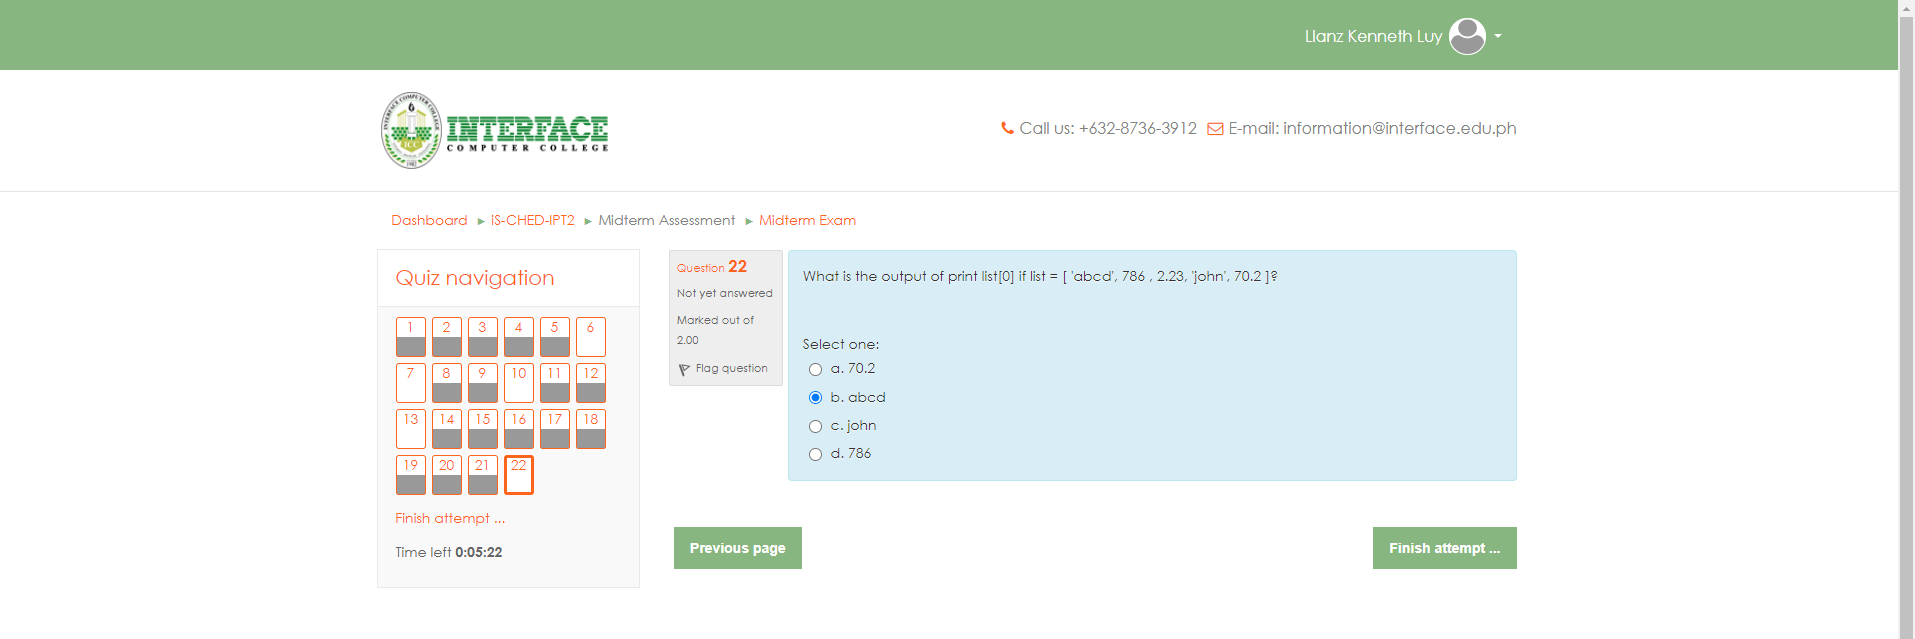 Llanz Kenneth Luy
INTERFACE
COMPUTER COLLEGE
INTERFACE COMPUTER COLLEGE
ICC
Call us: +632-8736-3912 E-mail: information@interface.edu.ph
Dashboard ► iS-CHED-IPT2 ► Midterm Assessment ► Midterm Exam
Quiz navigation
1 2 3 4 5 6
7 8 9 10 11 12
13 14 15 16 17 18
19 20 21 22
Finish attempt ...
Time left 0:05:22
Question 22
Not yet answered
Marked out of
2.00
Flag question
What is the output of print list[0] if list = [ 'abcd', 786 , 2.23, 'john', 70.2 ]?
Select one:
a. 70.2
b. abcd
c. john
d. 786
Previous page
Finish attempt ...